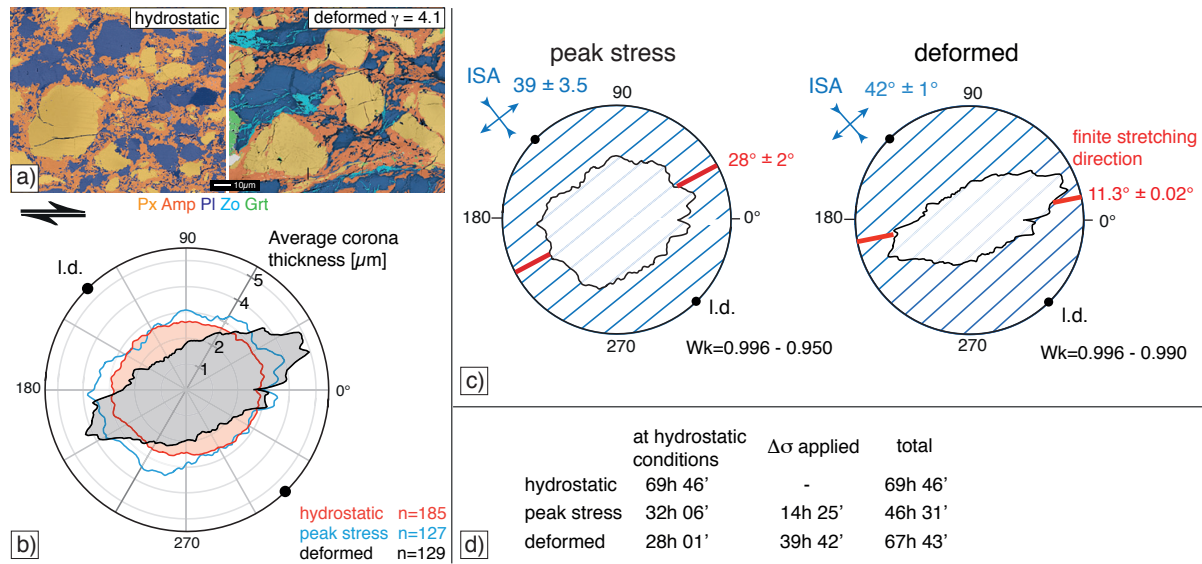 hydrostatic
deformed γ = 4.1
a)
10µm
Px Amp Pl Zo Grt
Average corona
thickness [µm]
90
l.d.
5
4
2
1
180
0°
270
hydrostatic n=185
peak stress n=127
deformed n=129
b)
peak stress
ISA
39 ± 3.5
90
28° ± 2°
180
0°
l.d.
270
Wk=0.996 - 0.950
deformed
ISA
42° ± 1°
90
finite stretching
direction
11.3° ± 0.02°
180
0°
l.d.
270
Wk=0.996 - 0.990
c)
at hydrostatic
conditions
Δσ applied
total
hydrostatic 69h 46' - 69h 46'
peak stress 32h 06' 14h 25' 46h 31'
deformed 28h 01' 39h 42' 67h 43'
d)